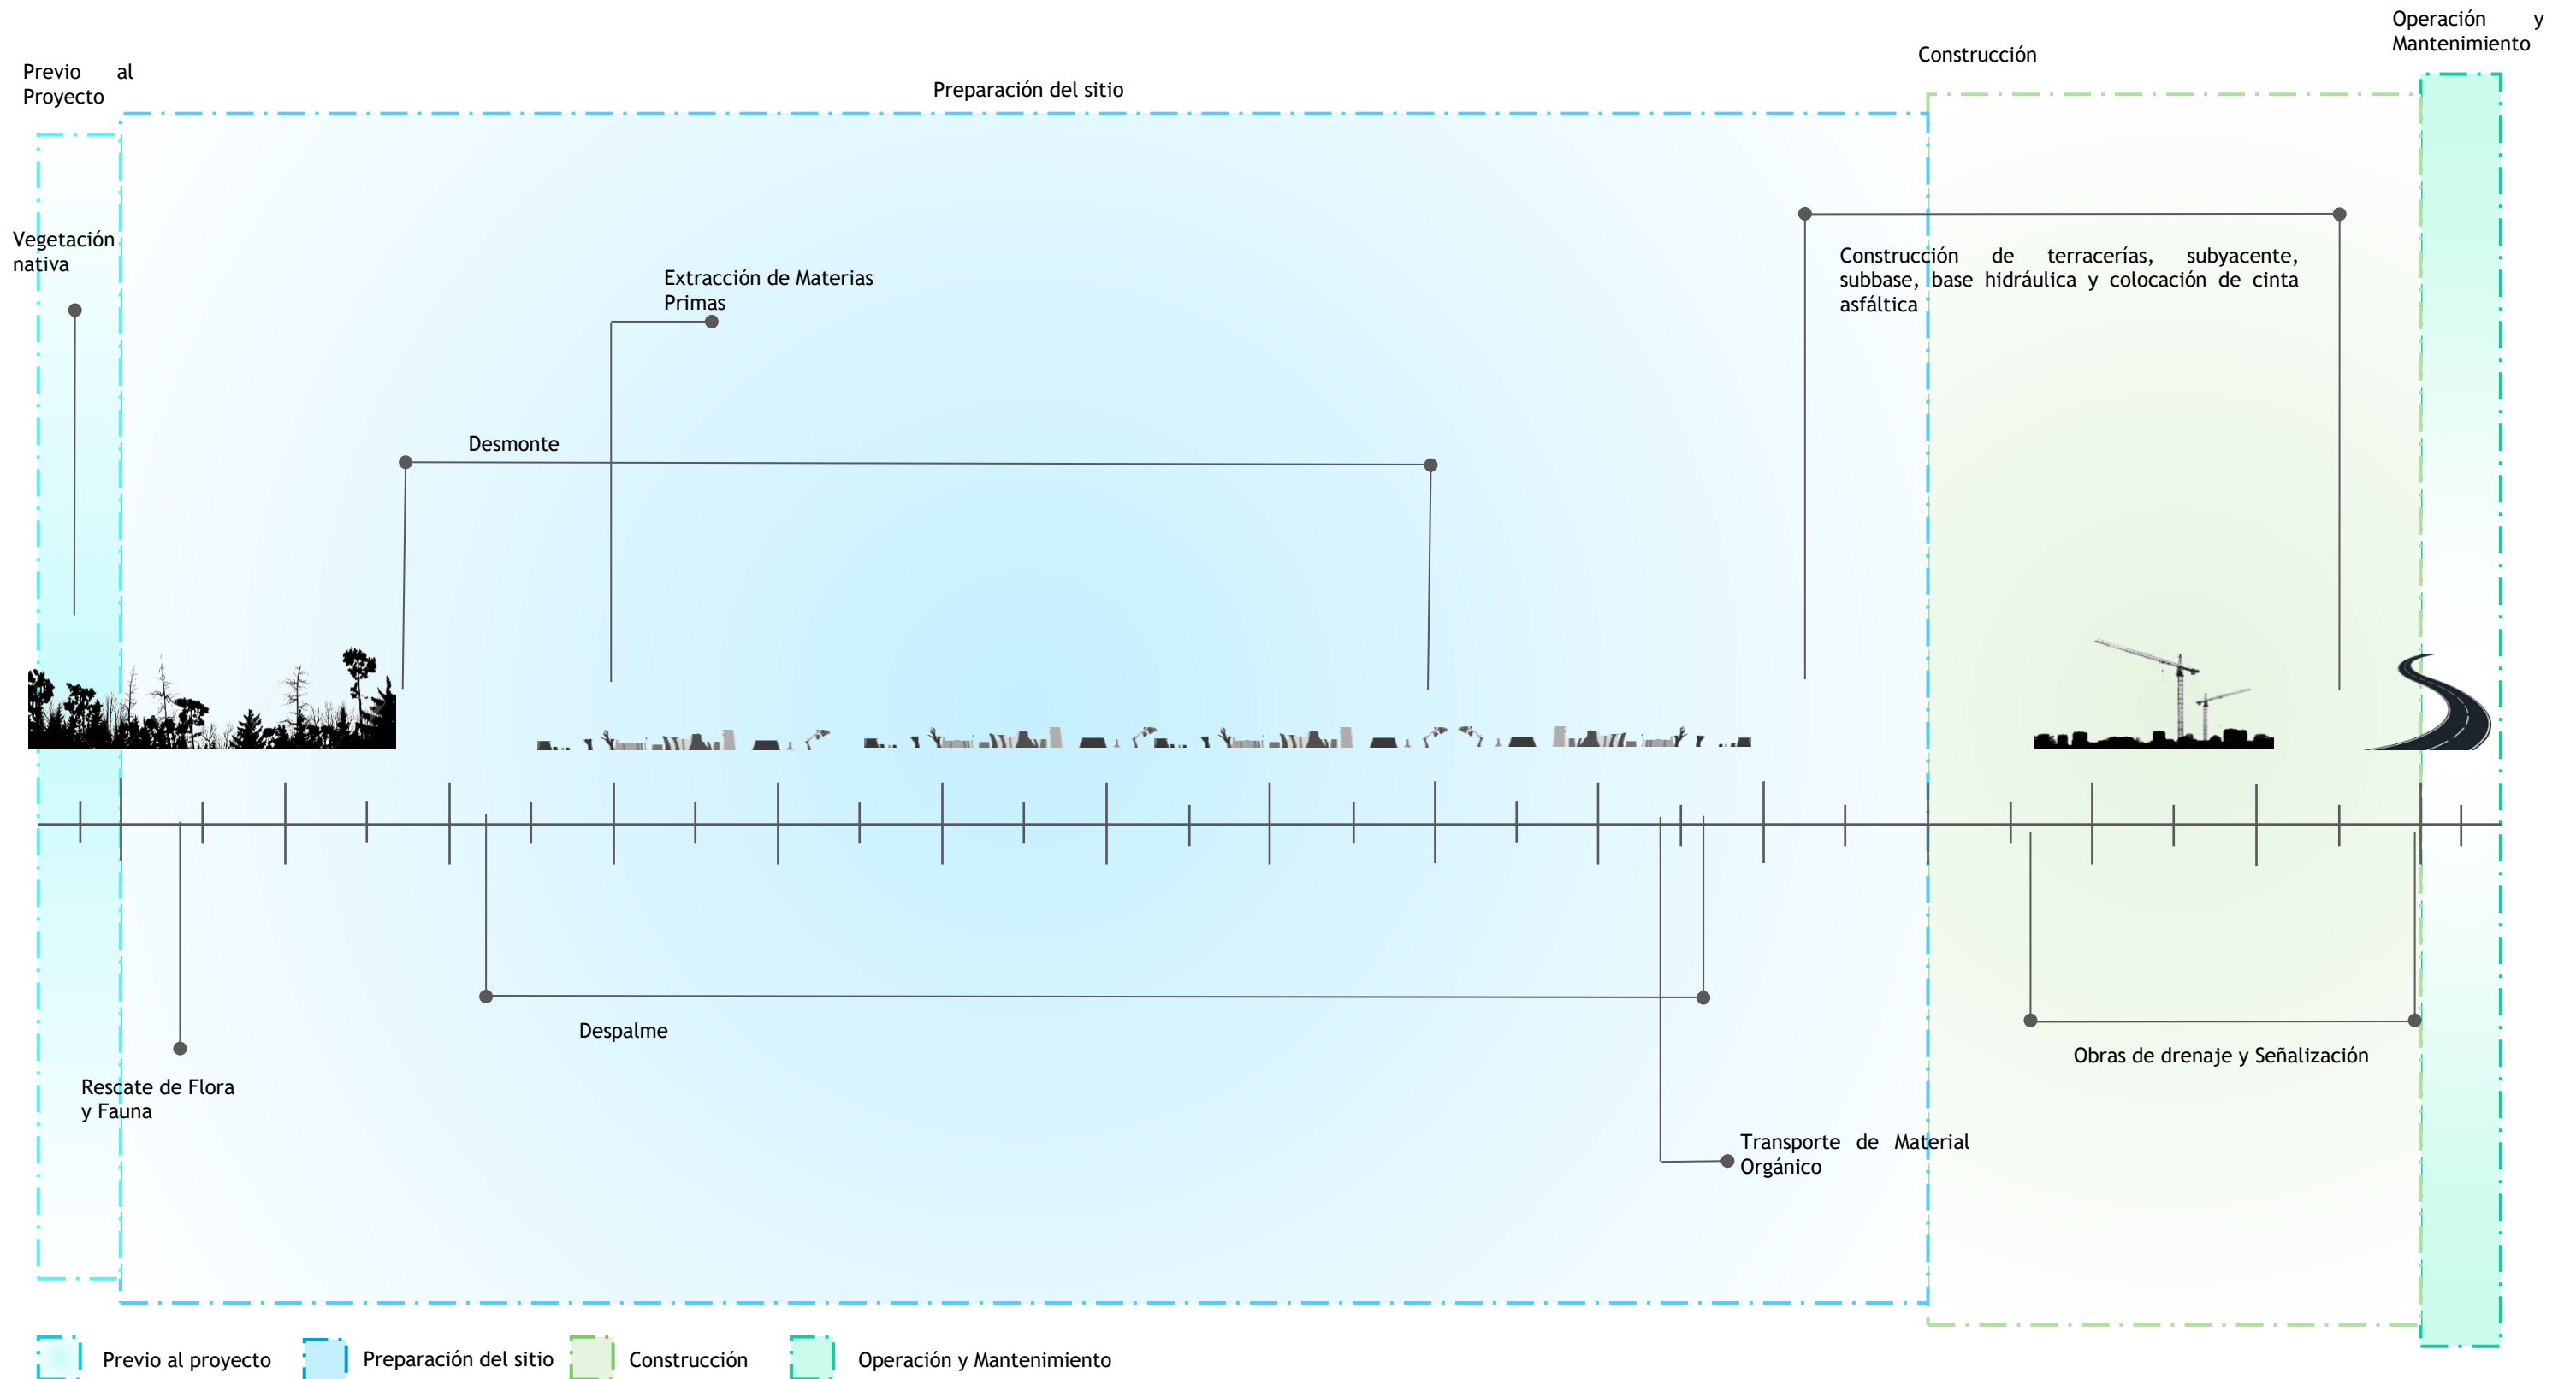 Operación y
Mantenimiento
Construcción
Previo al
Proyecto
Preparación del sitio
Vegetación
nativa
Extracción de Materias
Primas
Construcción de terracerías, subyacente,
subbase, base hidráulica y colocación de cinta
asfáltica
Desmonte
Despalme
Rescate de Flora
y Fauna
Obras de drenaje y Señalización
Transporte de Material
Orgánico
Previo al proyecto
Preparación del sitio
Construcción
Operación y Mantenimiento